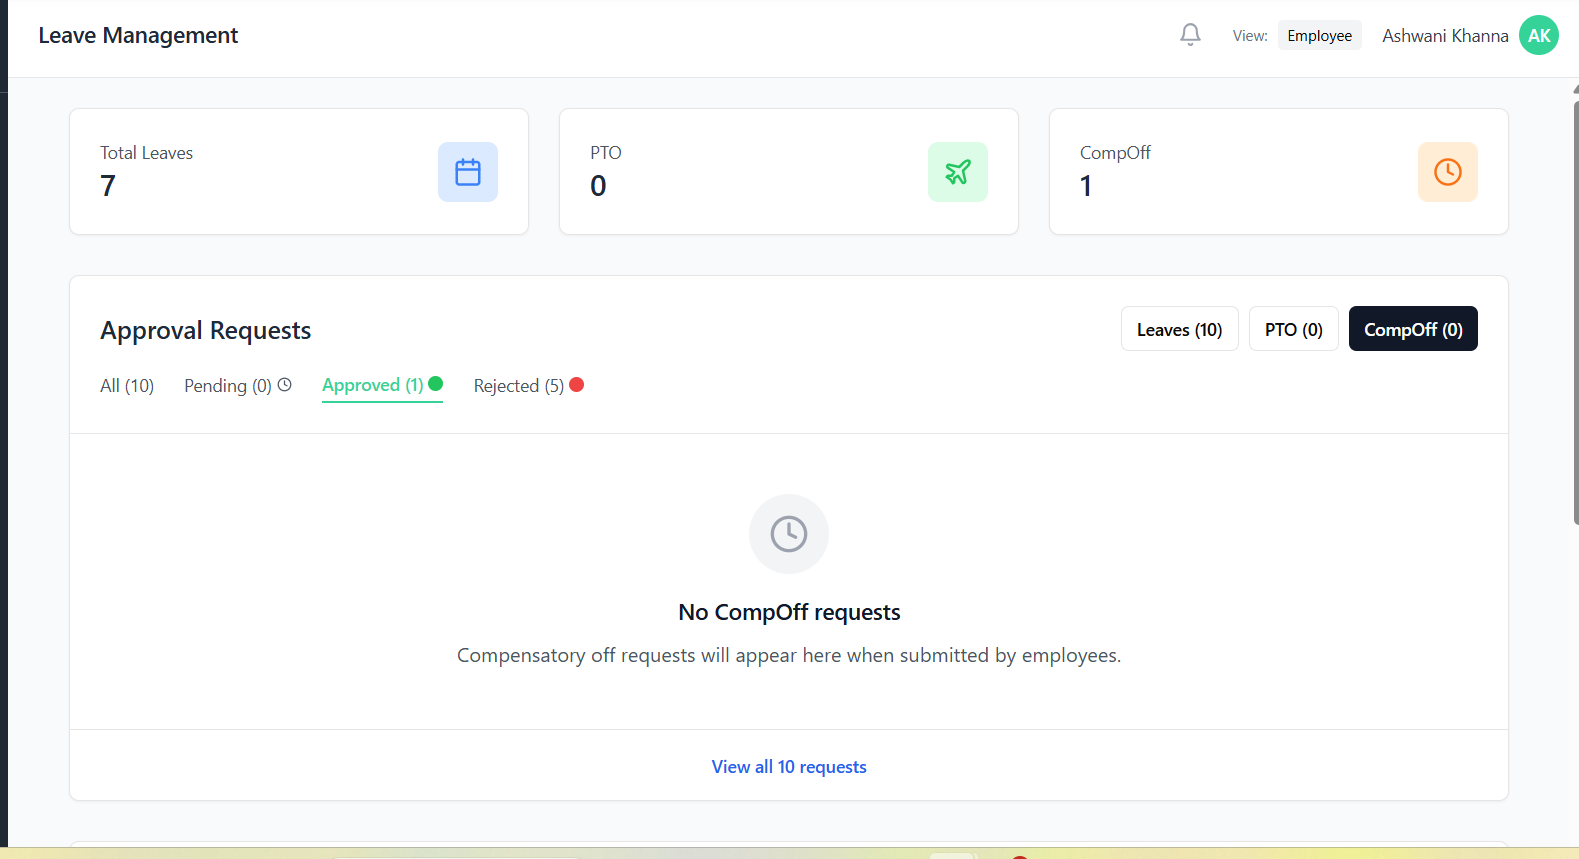 Leave Management
View: Employee Ashwani Khanna AK
Total Leaves
7
PTO
0
CompOff
1
Approval Requests
Leaves (10) PTO (0) CompOff (0)
All (10) Pending (0) Approved (1) Rejected (5)
No CompOff requests
Compensatory off requests will appear here when submitted by employees.
View all 10 requests